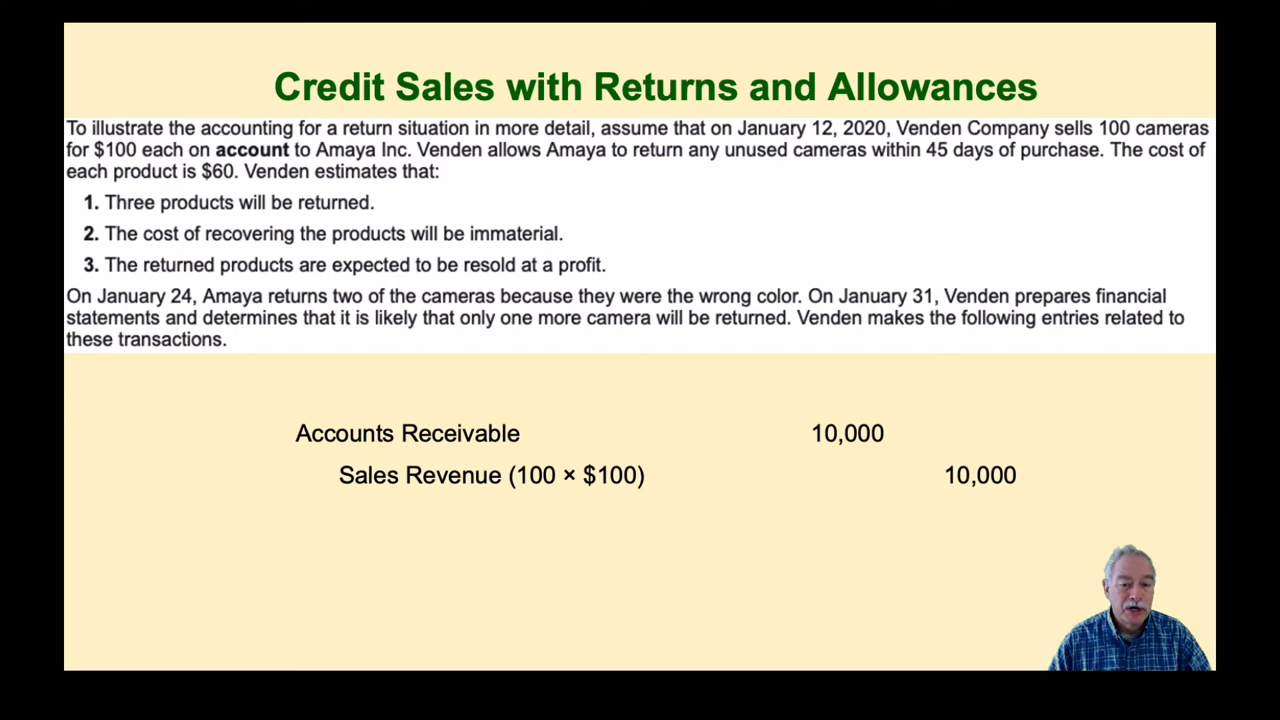 Credit Sales with Returns and Allowances
To illustrate the accounting for a return situation in more detail, assume that on January 12, 2020, Venden Company sells 100 cameras
for $100 each on account to Amaya Inc. Venden allows Amaya to return any unused cameras within 45 days of purchase. The cost of
each product is $60. Venden estimates that:
1. Three products will be returned.
2. The cost of recovering the products will be immaterial.
3. The returned products are expected to be resold at a profit.
On January 24, Amaya returns two of the cameras because they were the wrong color. On January 31, Venden prepares financial
statements and determines that it is likely that only one more camera will be returned. Venden makes the following entries related to
these transactions.
Accounts Receivable 10,000
Sales Revenue (100 × $100) 10,000